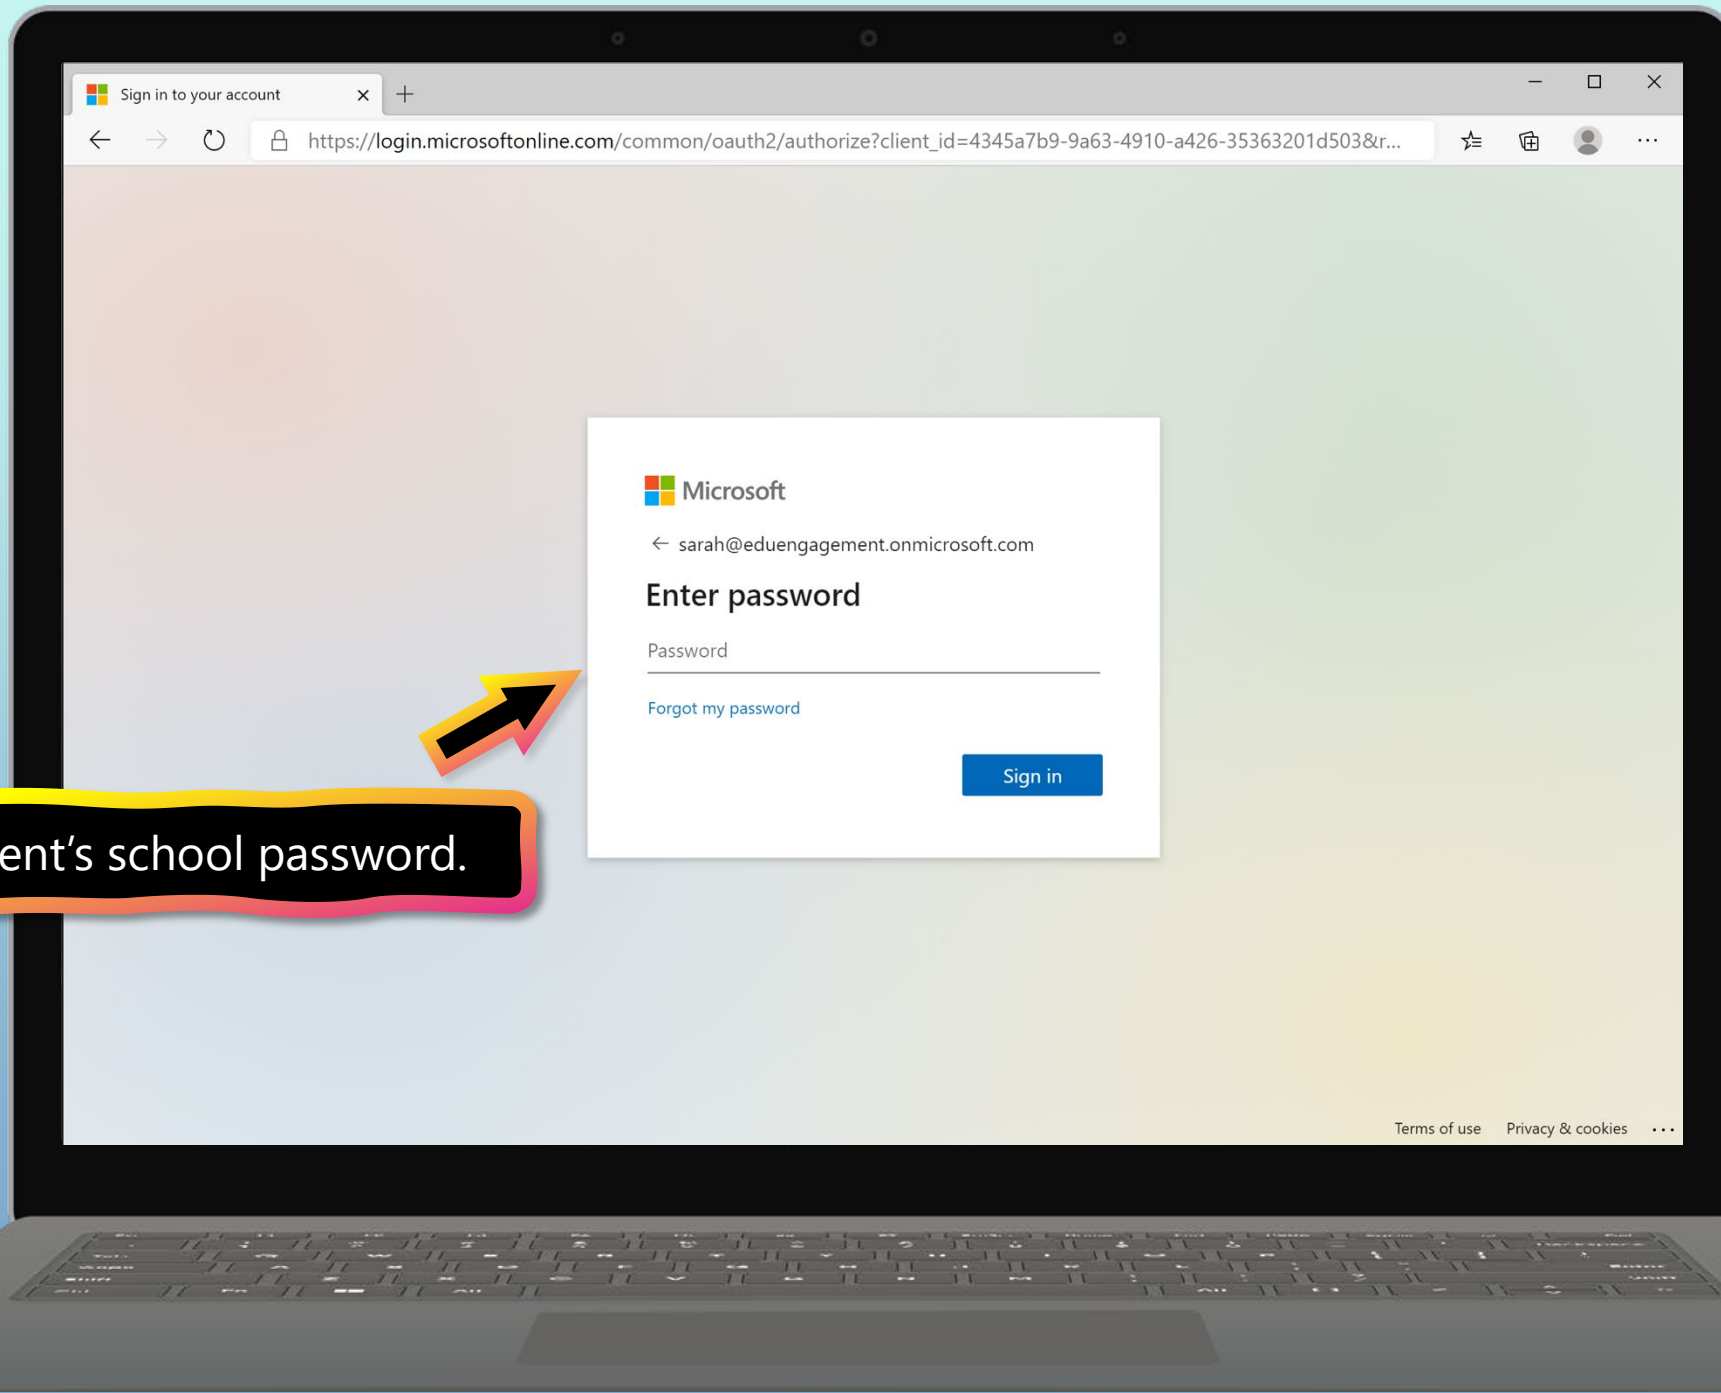 Sign in to your account
https://login.microsoftonline.com/common/oauth2/authorize?client_id=4345a7b9-9a63-4910-a426-35363201d503&r...
Microsoft
sarah@eduengagement.onmicrosoft.com
Enter password
Password
Forgot my password
Sign in
ent’s school password.
Terms of use Privacy & cookies